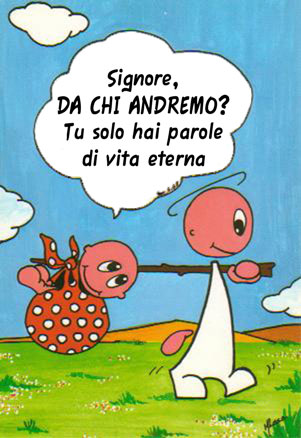 Signore,
DA CHI ANDREMO?
Tu solo hai parole
di vita eterna